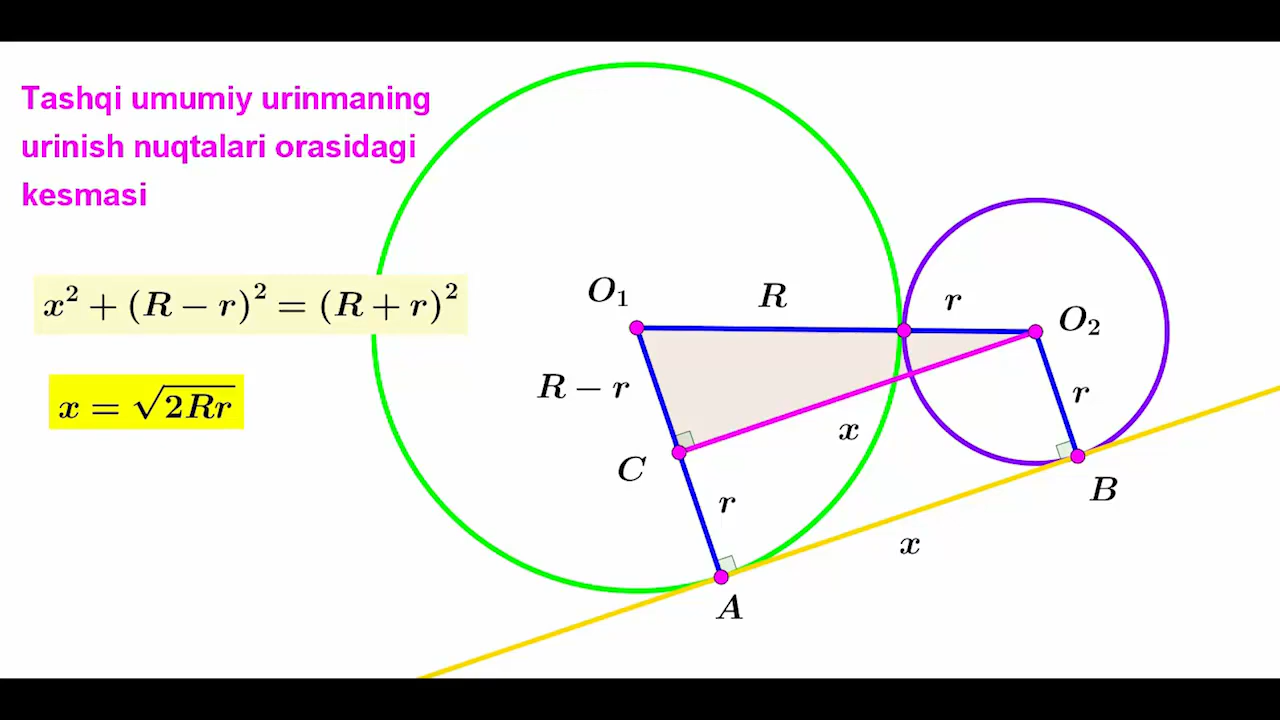 Tashqi umumiy urinmaning
urinish nuqtalari orasidagi
kesmasi
x² + (R − r)² = (R + r)²
x = √2Rr
O₁
R
r
O₂
R − r
r
x
C
B
r
x
A